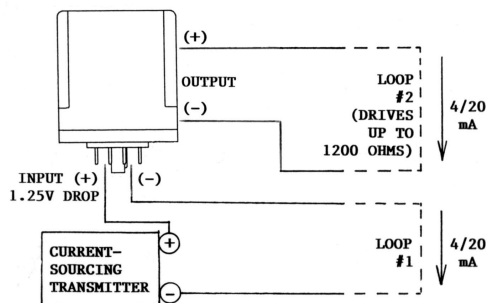 (+)
OUTPUT
(-)
LOOP
#2
(DRIVES
UP TO
1200 OHMS)
4/20
mA
INPUT (+)
1.25V DROP
(-)
CURRENT-
SOURCING
TRANSMITTER
+
-
LOOP
#1
4/20
mA